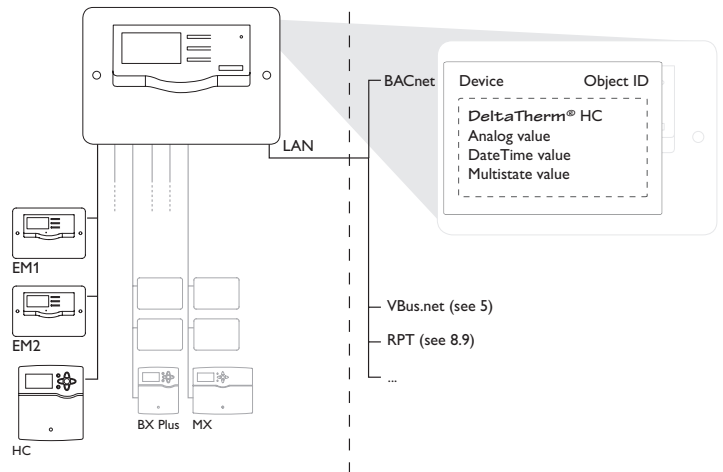 BACnet
Device Object ID
DeltaTherm® HC
Analog value
DateTime value
Multistate value
LAN
EM1
EM2
HC
BX Plus MX
VBus.net (see 5)
RPT (see 8.9)
...